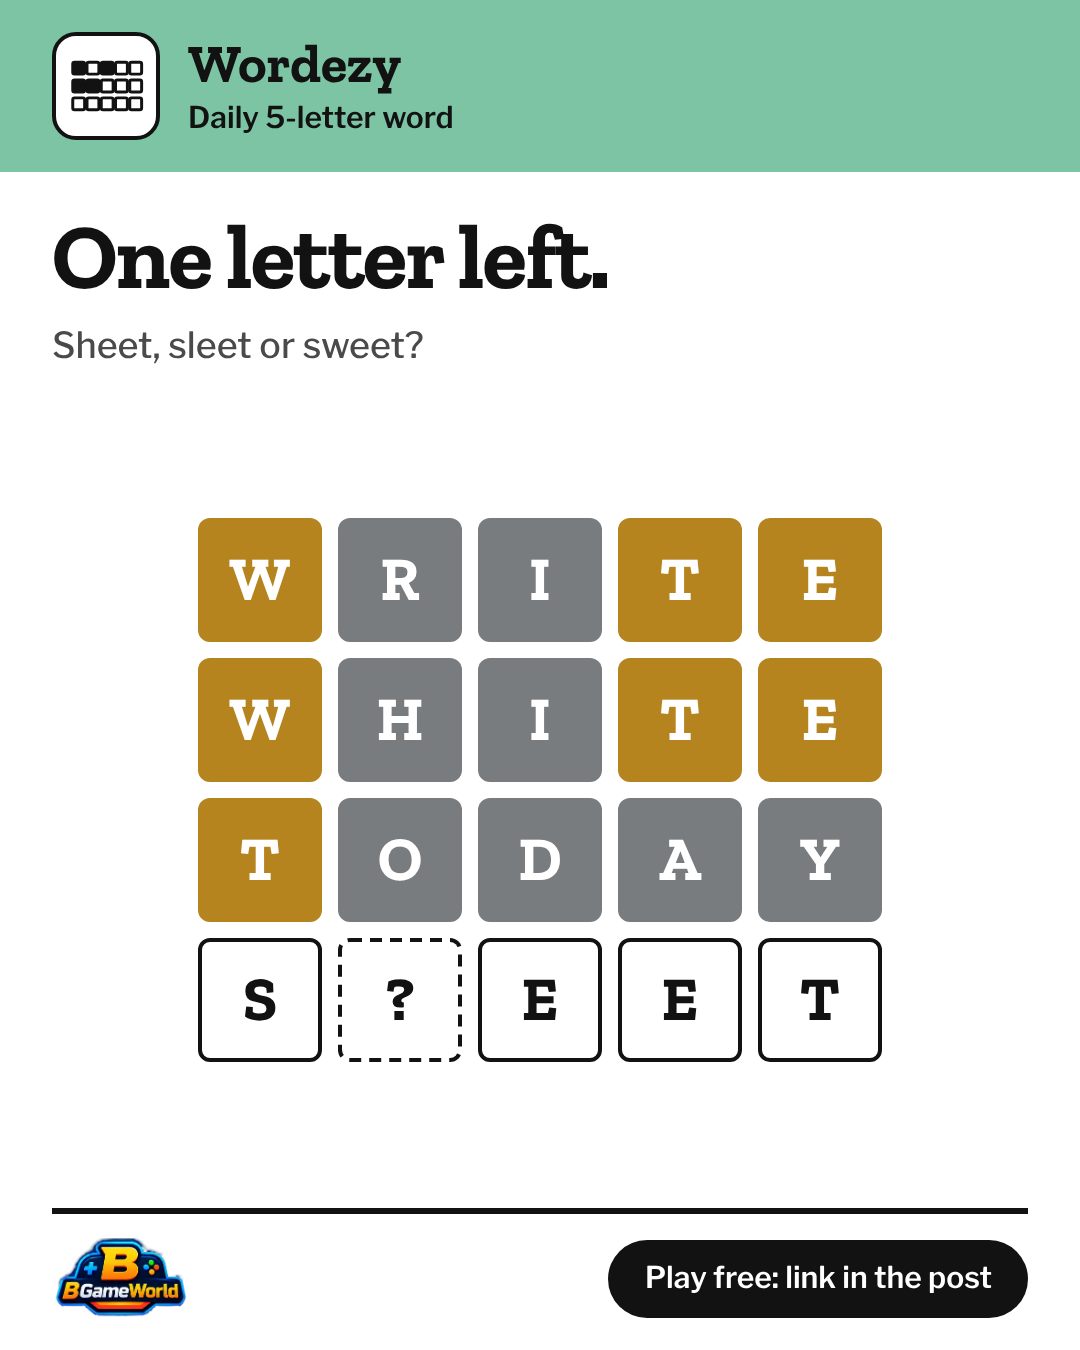 Wordezy
Daily 5-letter word
One letter left.
Sheet, sleet or sweet?
W R I T E
W H I T E
T O D A Y
S ? E E T
B
BGameWorld
Play free: link in the post